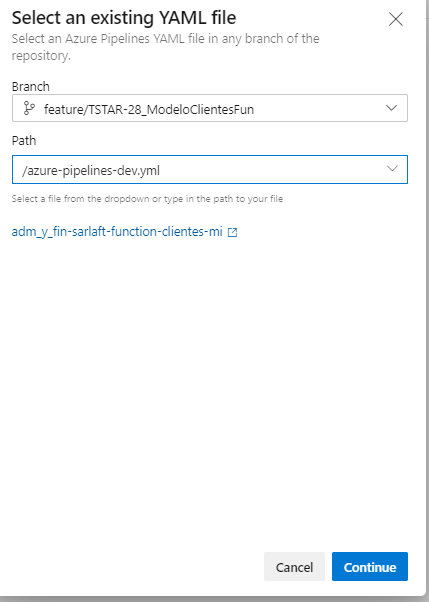 Select an existing YAML file
Select an Azure Pipelines YAML file in any branch of the
repository.
Branch
feature/TSTAR-28_ModeloClientesFun
Path
/azure-pipelines-dev.yml
Select a file from the dropdown or type in the path to your file
adm_y_fin-sarlaft-function-clientes-mi
Cancel
Continue